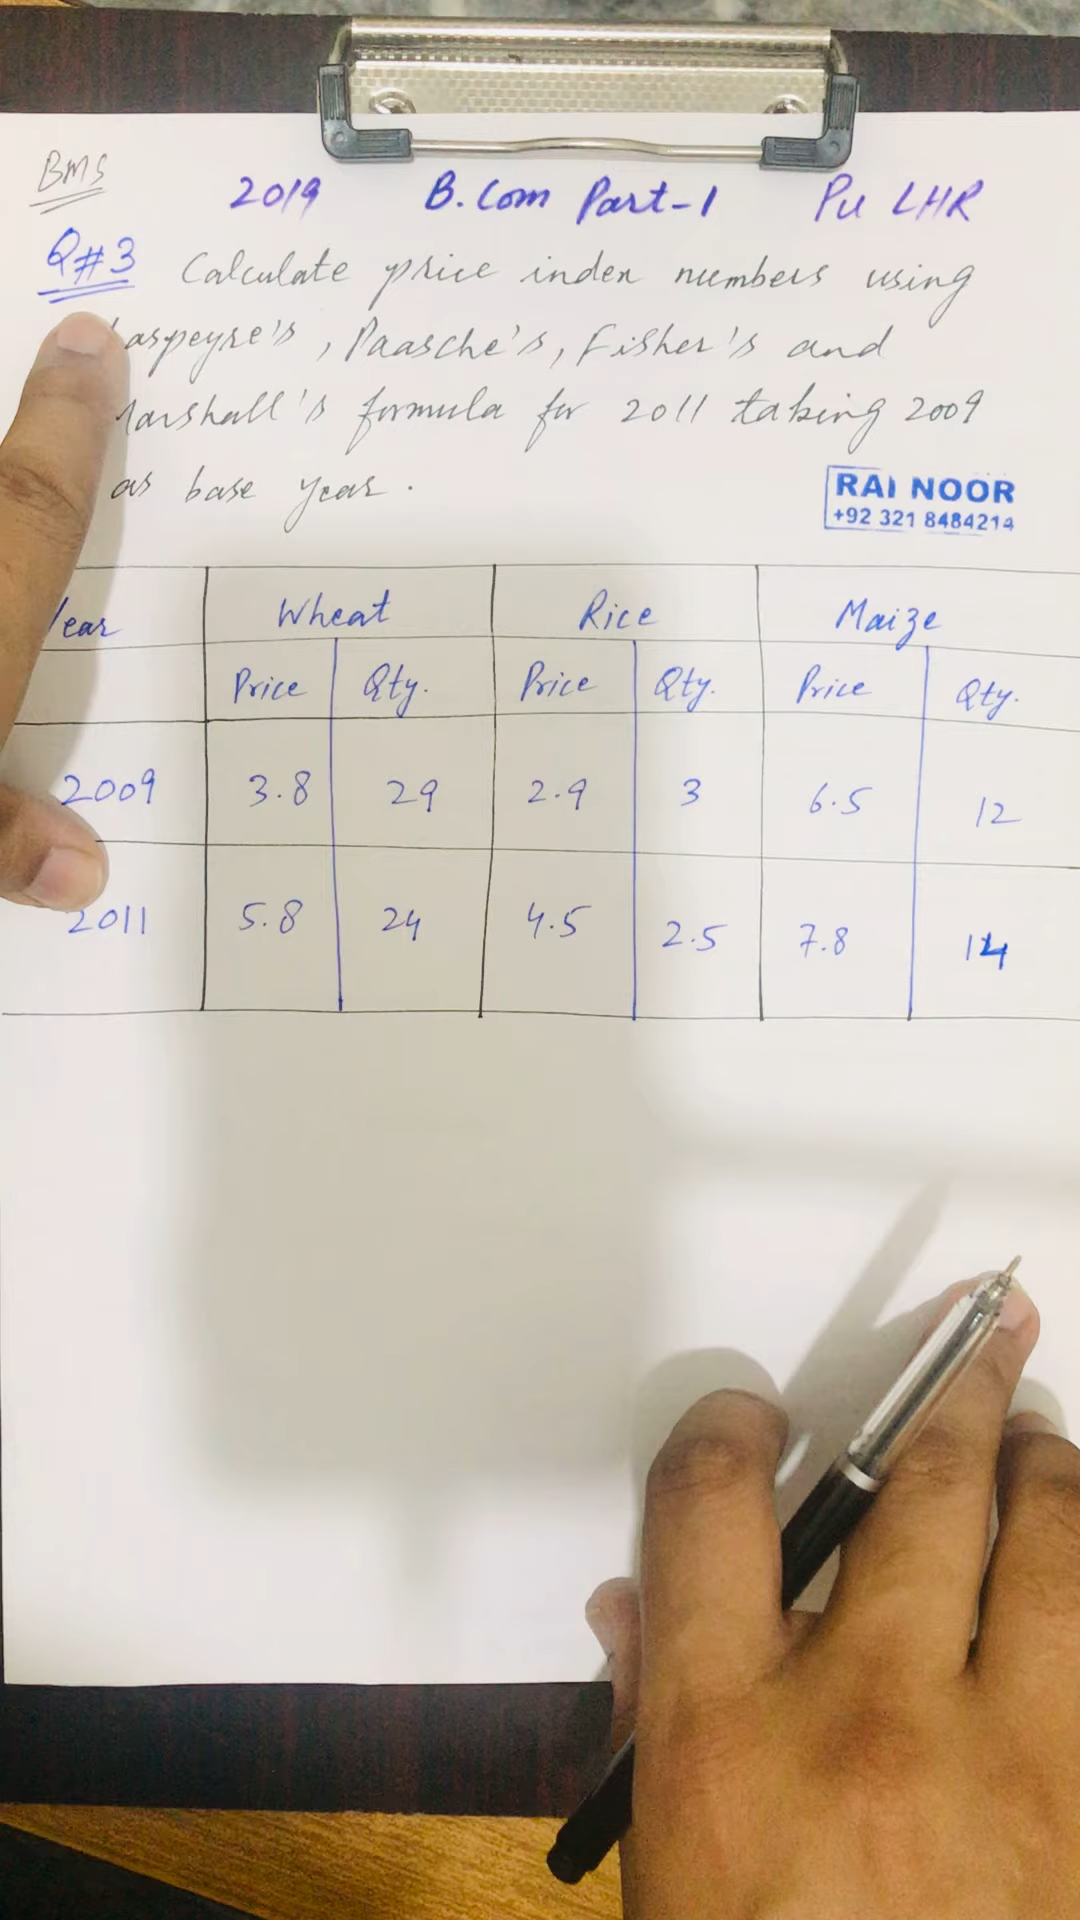 BMS
2019 B.Com Part-1 PU LHR
Q#3 Calculate price index numbers using
aspeyre's, Paasche's, Fisher's and
arshall's formula for 2011 taking 2009
as base year.
RAI NOOR
+92 321 8484214
ear Wheat Rice Maize
Price Qty. Price Qty. Price Qty.
2009 3.8 29 2.9 3 6.5 12
2011 5.8 24 4.5 2.5 7.8 14